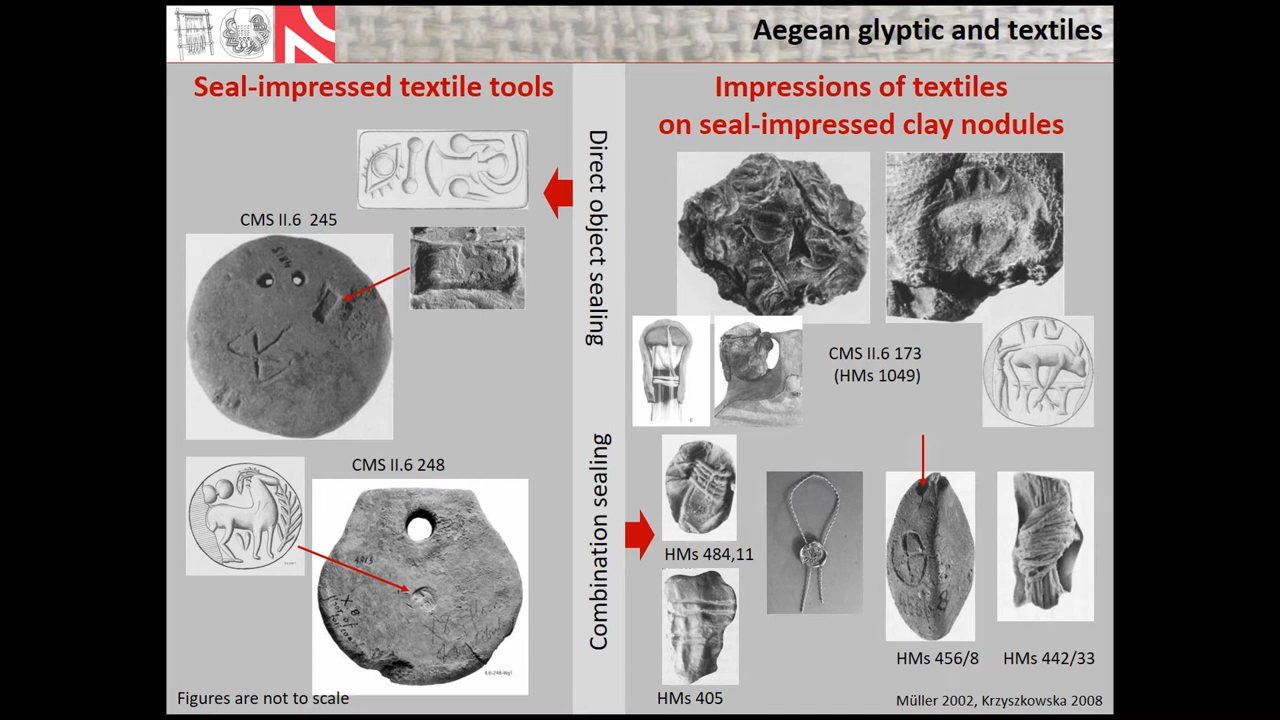 Aegean glyptic and textiles
Seal-impressed textile tools
Impressions of textiles
on seal-impressed clay nodules
Direct object sealing
Combination sealing
CMS II.6 245
CMS II.6 248
CMS II.6 173
(HMs 1049)
HMs 484,11
HMs 405
HMs 456/8
HMs 442/33
Figures are not to scale
Müller 2002, Krzyszkowska 2008